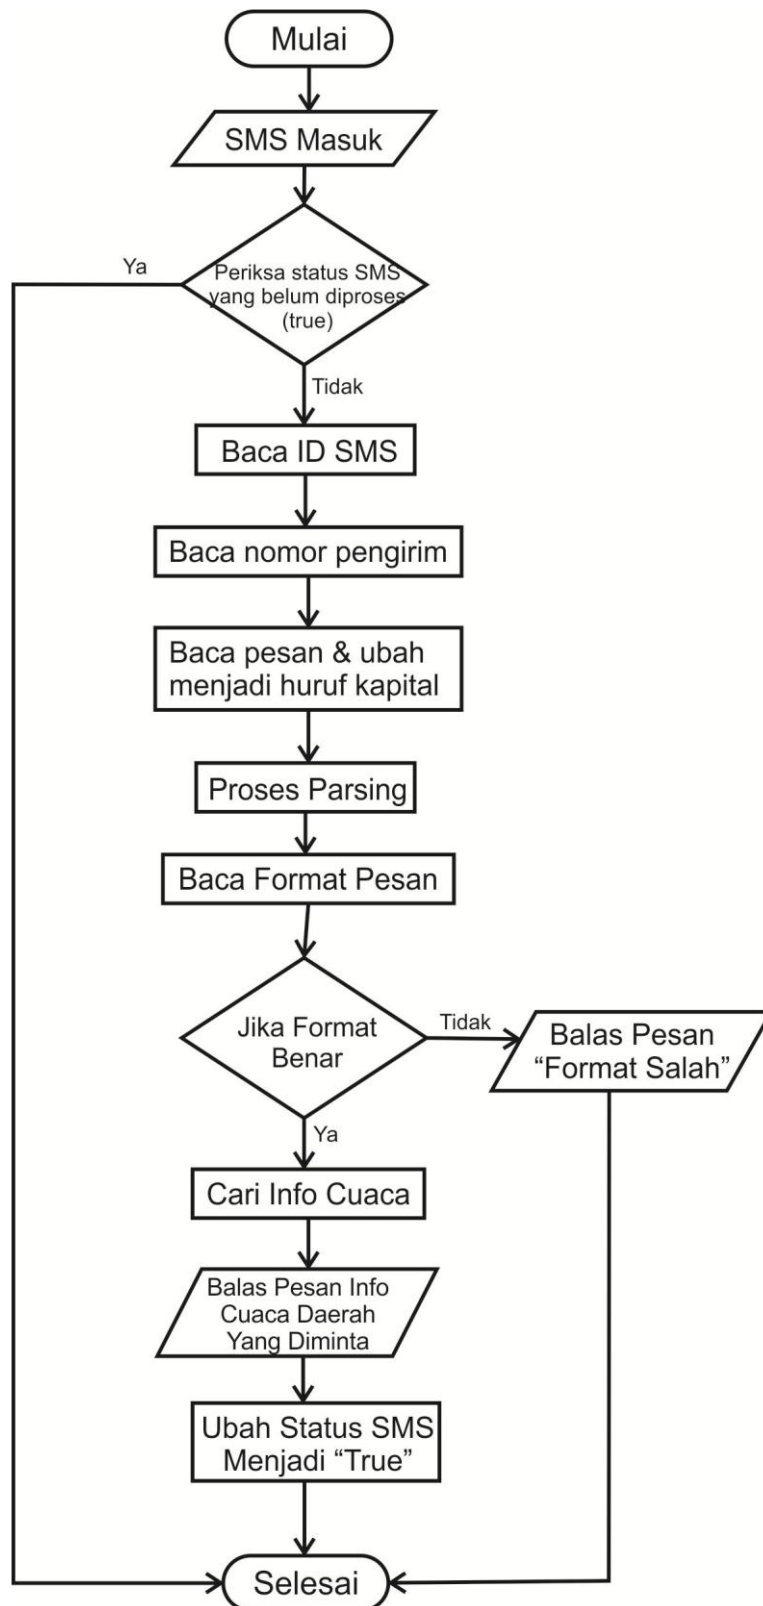 Mulai
SMS Masuk
Ya
Periksa status SMS
yang belum diproses
(true)
Tidak
Baca ID SMS
Baca nomor pengirim
Baca pesan & ubah
menjadi huruf kapital
Proses Parsing
Baca Format Pesan
Jika Format
Benar
Tidak
Balas Pesan
“Format Salah”
Ya
Cari Info Cuaca
Balas Pesan Info
Cuaca Daerah
Yang Diminta
Ubah Status SMS
Menjadi “True”
Selesai